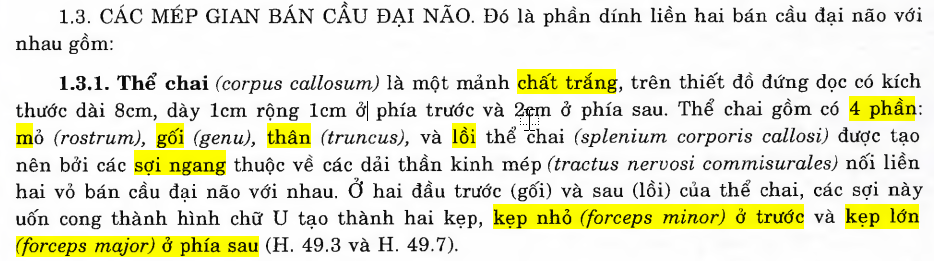 1.3. CÁC MÉP GIAN BÁN CẦU ĐẠI NÃO. Đó là phần dính liền hai bán cầu đại não với
nhau gồm:
1.3.1. Thể chai (corpus callosum) là một mảnh chất trắng, trên thiết đồ đứng dọc có kích
thước dài 8cm, dày 1cm rộng 1cm ở phía trước và 2cm ở phía sau. Thể chai gồm có 4 phần:
mỏ (rostrum), gối (genu), thân (truncus), và lồi thể chai (splenium corporis callosi) được tạo
nên bởi các sợi ngang thuộc về các dải thần kinh mép (tractus nervosi commisurales) nối liền
hai vỏ bán cầu đại não với nhau. Ở hai đầu trước (gối) và sau (lồi) của thể chai, các sợi này
uốn cong thành hình chữ U tạo thành hai kẹp, kẹp nhỏ (forceps minor) ở trước và kẹp lớn
(forceps major) ở phía sau (H. 49.3 và H. 49.7).